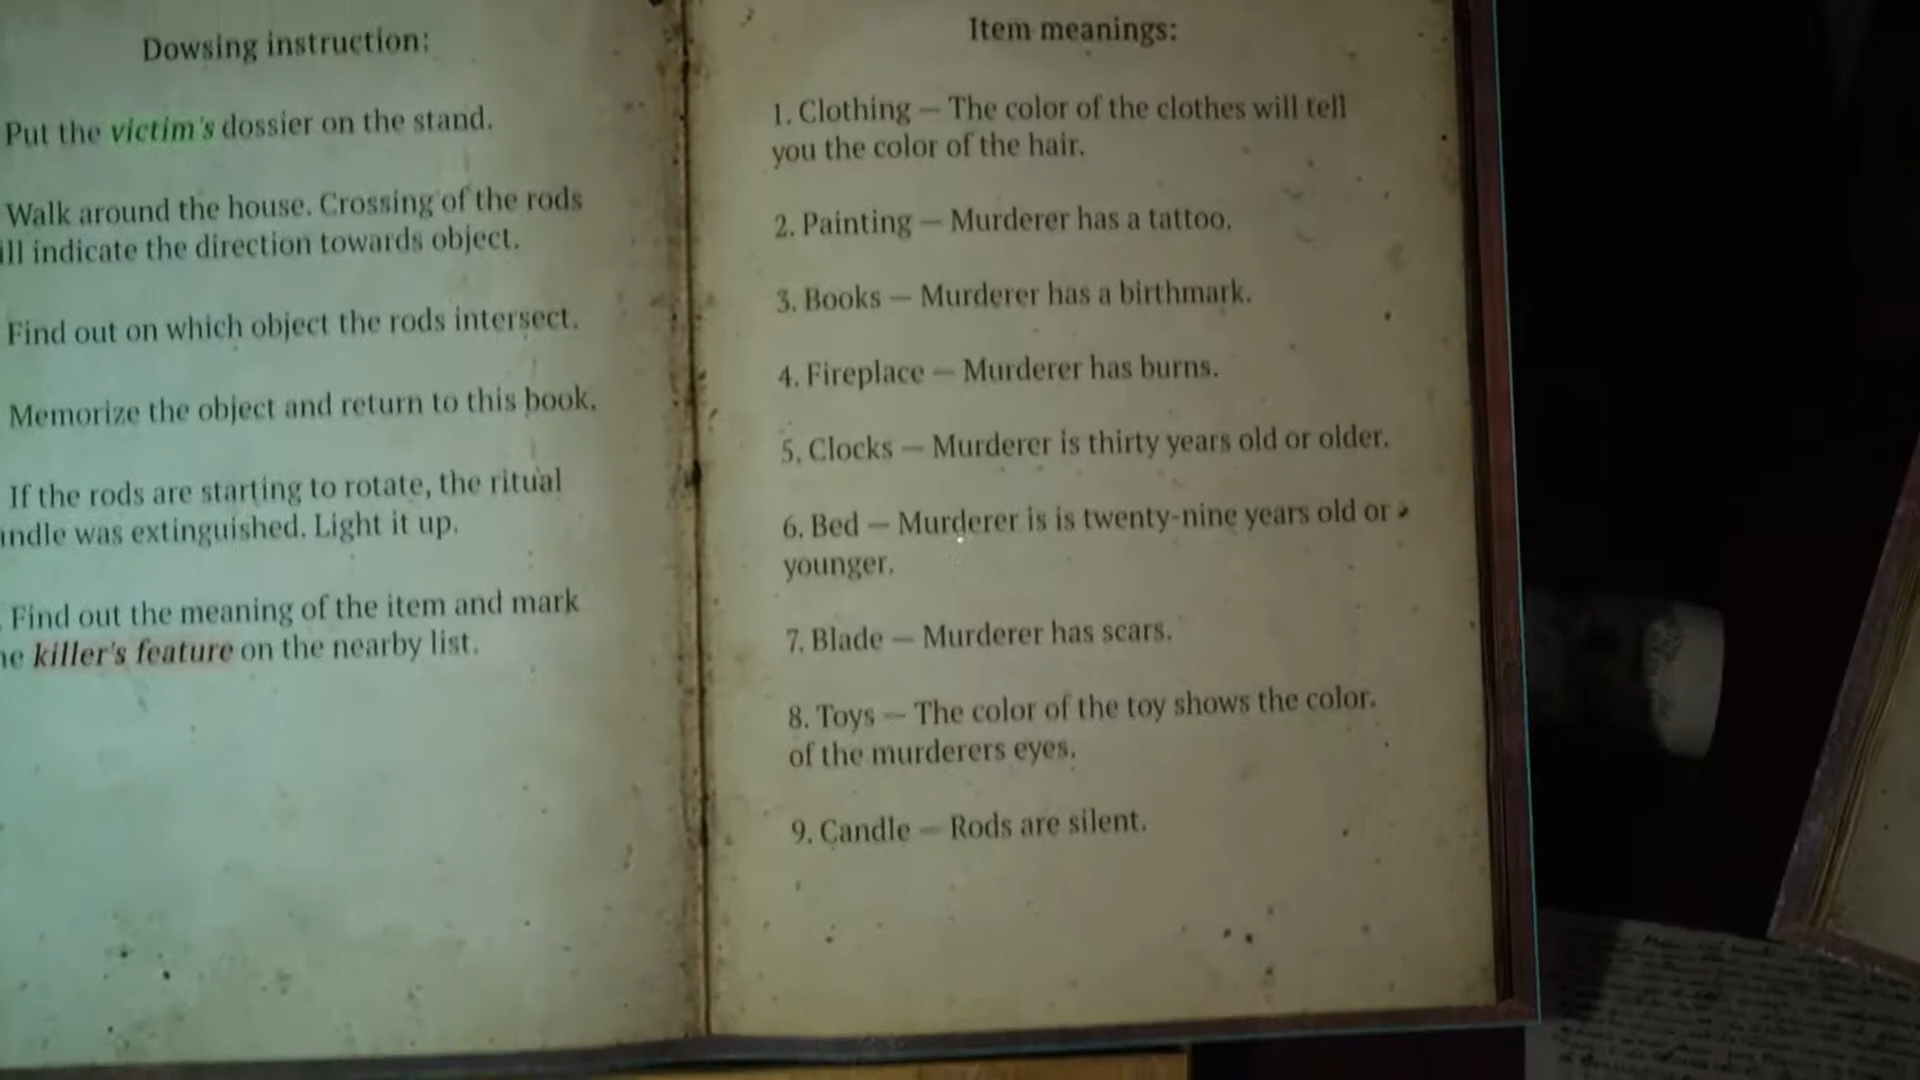 Dowsing instruction:
Put the victim's dossier on the stand.
Walk around the house. Crossing of the rods
ill indicate the direction towards object.
Find out on which object the rods intersect.
Memorize the object and return to this book.
If the rods are starting to rotate, the ritual
ndle was extinguished. Light it up.
. Find out the meaning of the item and mark
he killer's feature on the nearby list.
Item meanings:
1. Clothing — The color of the clothes will tell
you the color of the hair.
2. Painting — Murderer has a tattoo.
3. Books — Murderer has a birthmark.
4. Fireplace — Murderer has burns.
5. Clocks — Murderer is thirty years old or older.
6. Bed — Murderer is is twenty-nine years old or
younger.
7. Blade — Murderer has scars.
8. Toys — The color of the toy shows the color.
of the murderers eyes.
9. Candle — Rods are silent.